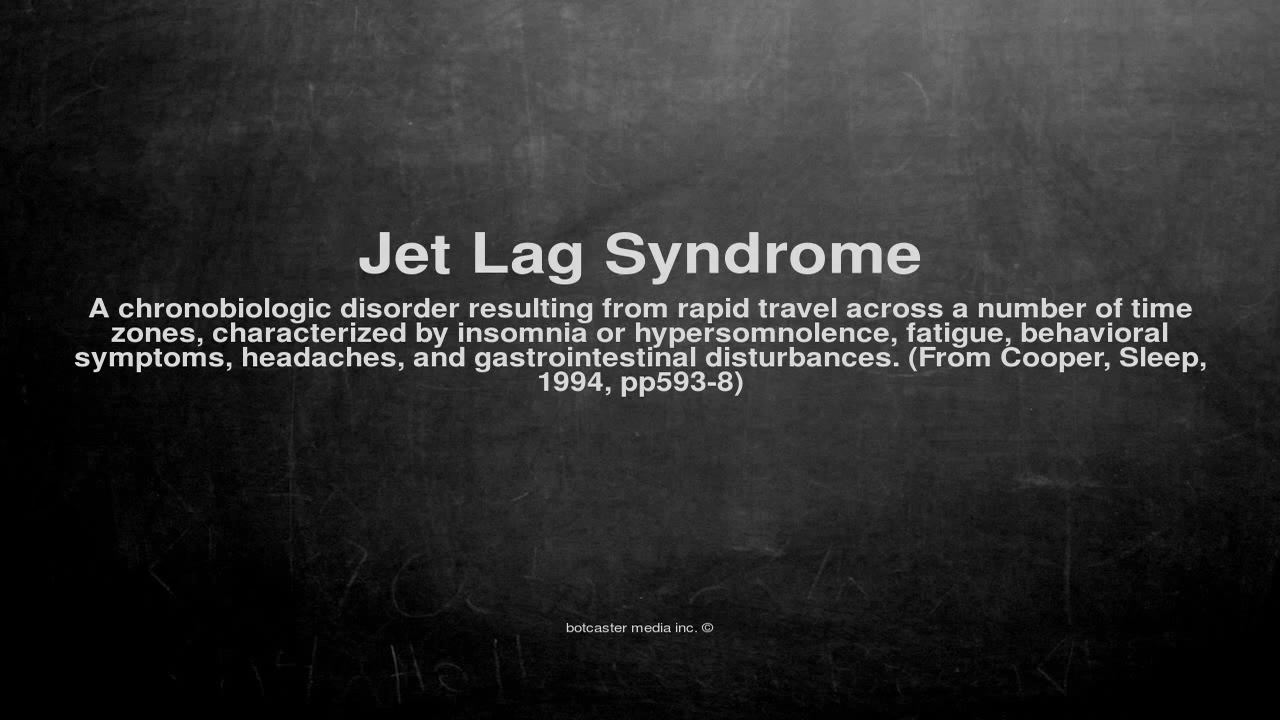 Jet Lag Syndrome
A chronobiologic disorder resulting from rapid travel across a number of time
zones, characterized by insomnia or hypersomnolence, fatigue, behavioral
symptoms, headaches, and gastrointestinal disturbances. (From Cooper, Sleep,
1994, pp593-8)
botcaster media inc. ©